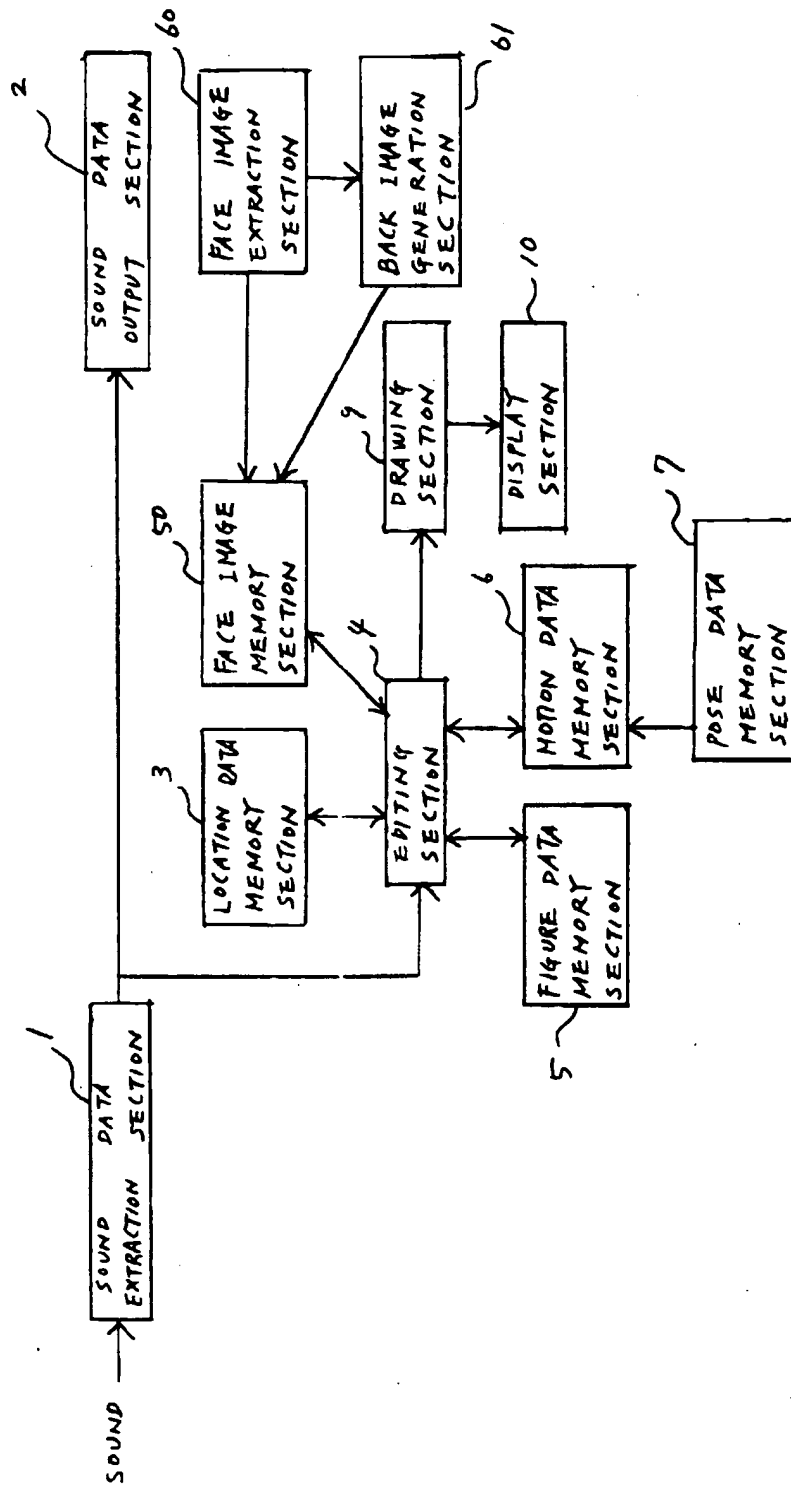 SOUND
1
SOUND DATA
EXTRACTION SECTION
2
SOUND DATA
OUTPUT SECTION
3
LOCATION DATA
MEMORY
SECTION
50
FACE IMAGE
MEMORY
SECTION
60
FACE IMAGE
EXTRACTION
SECTION
61
BACK IMAGE
GENERATION
SECTION
4
EDITING
SECTION
9
DRAWING
SECTION
10
DISPLAY
SECTION
5
FIGURE DATA
MEMORY
SECTION
6
MOTION DATA
MEMORY
SECTION
7
POSE DATA
MEMORY
SECTION